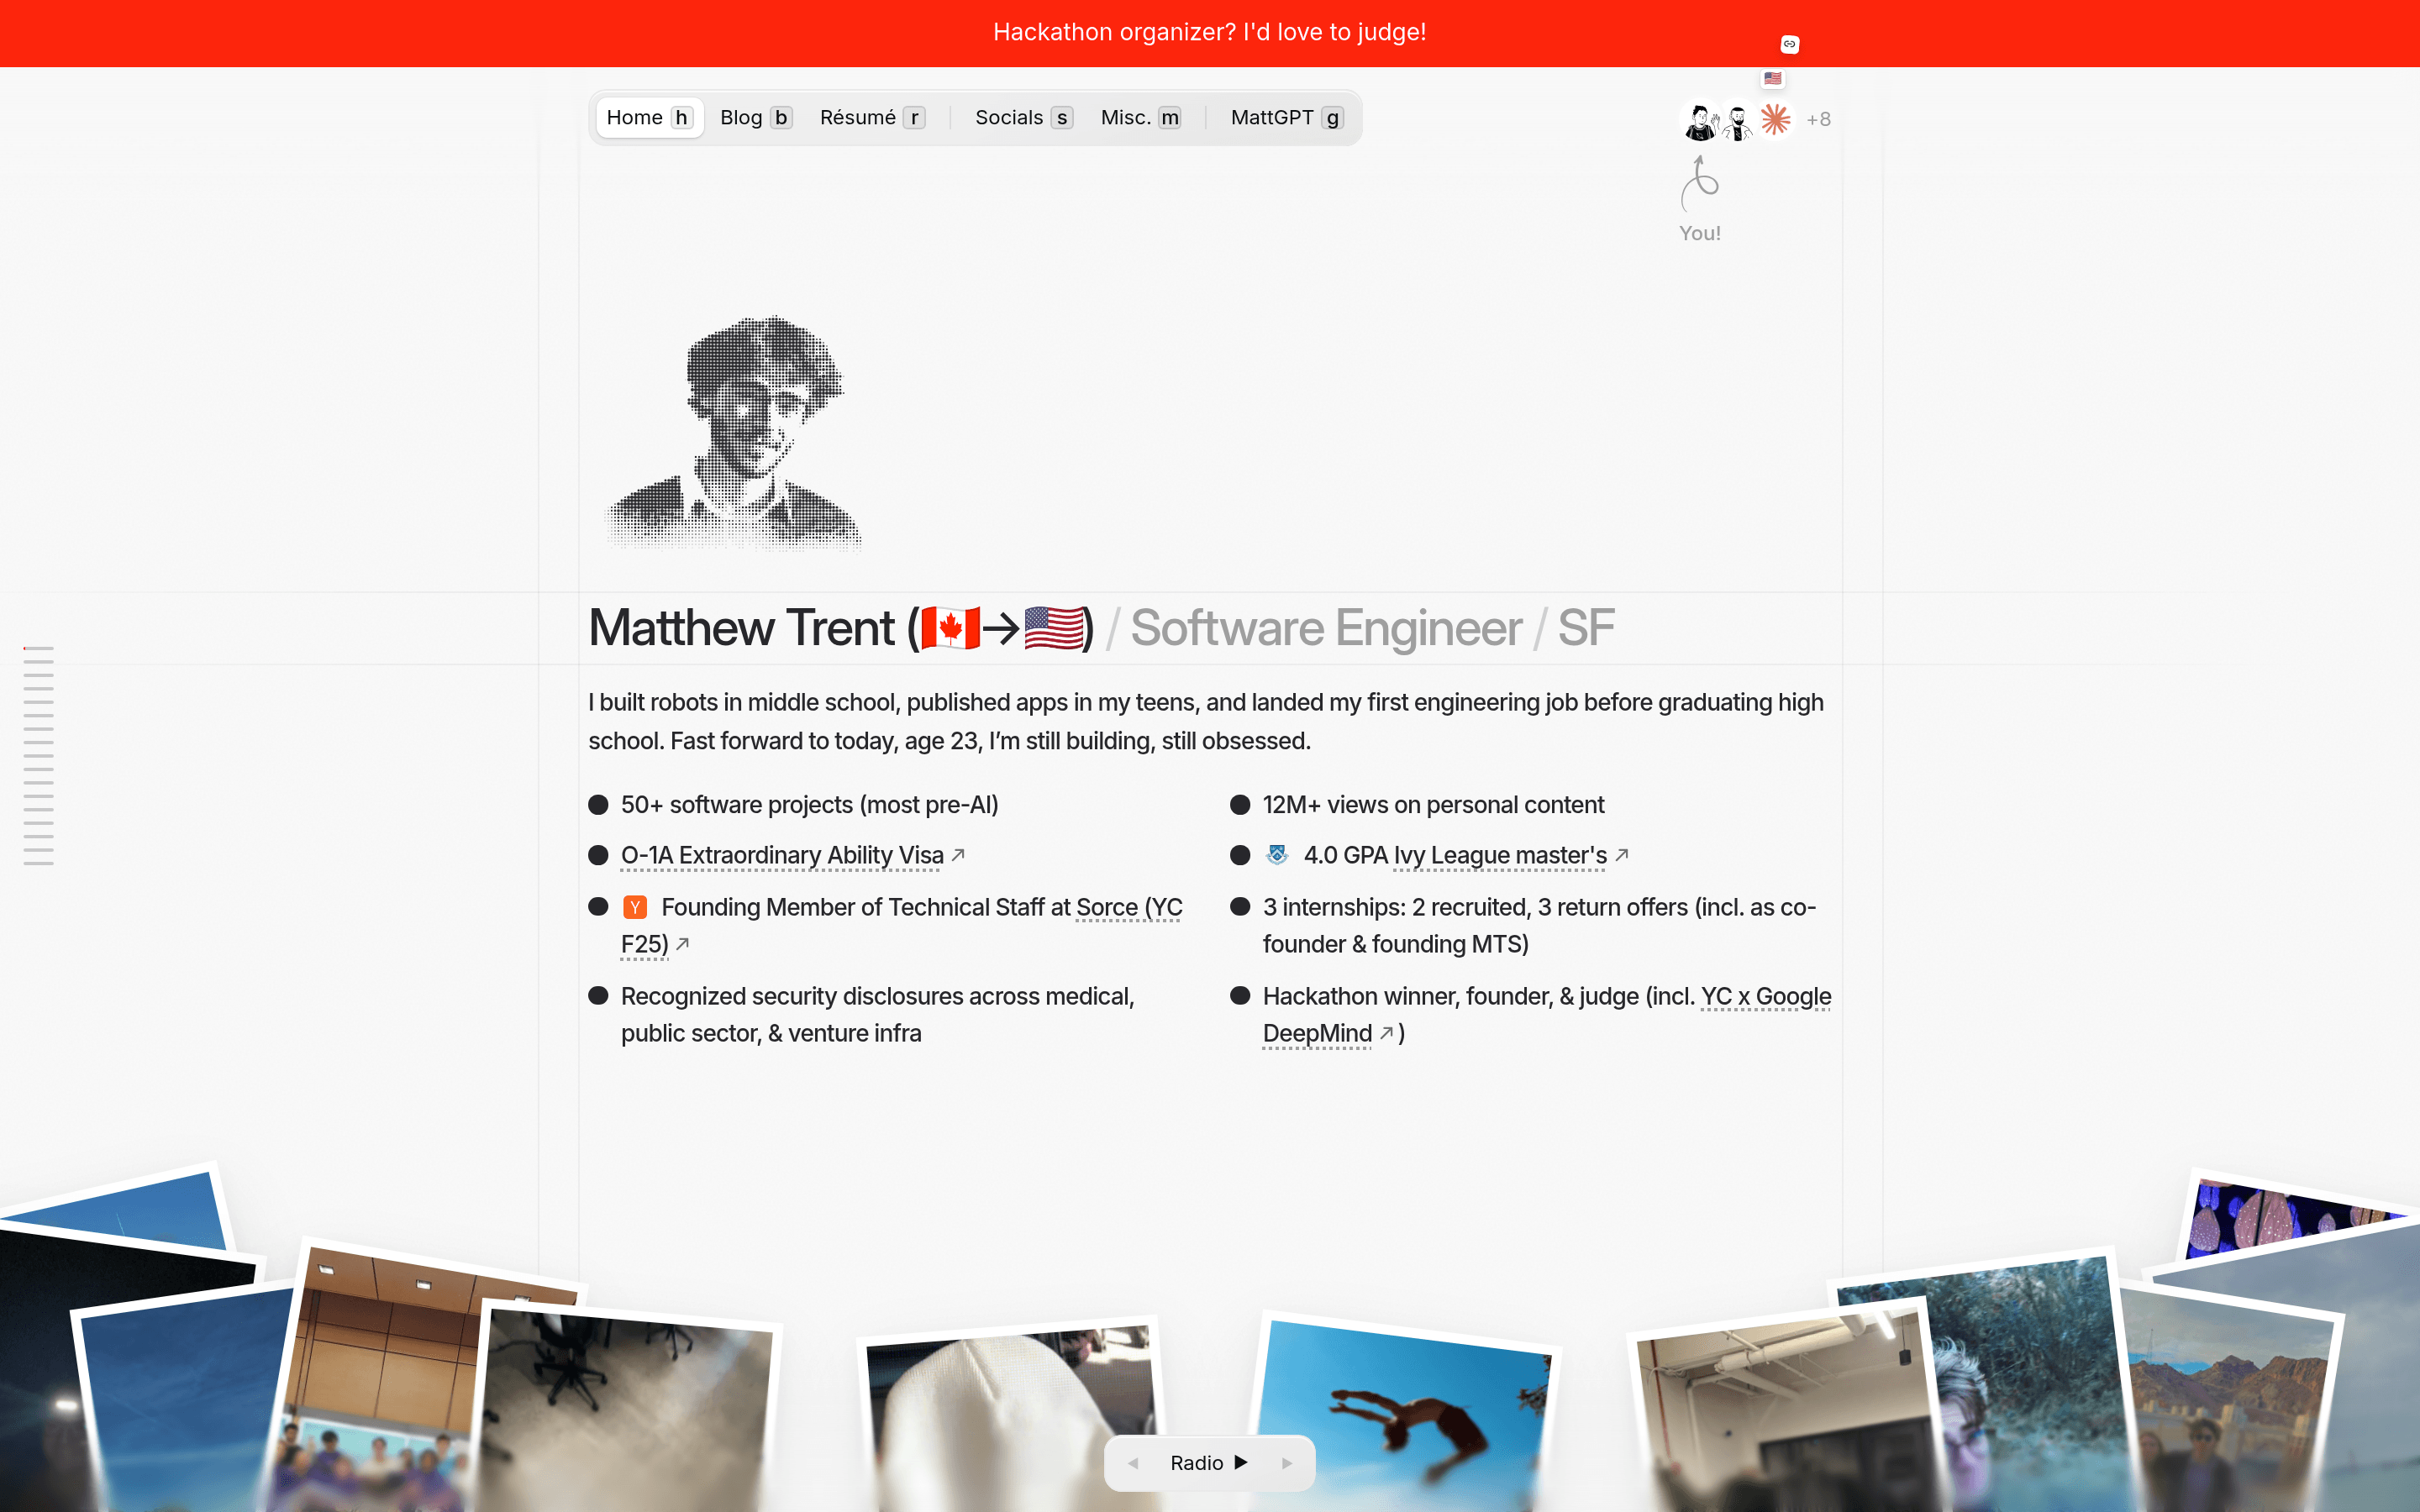 Hackathon organizer? I'd love to judge!
Home h Blog b Résumé r Socials s Misc. m MattGPT g
+8
You!
Matthew Trent (🇨🇦→🇺🇸) / Software Engineer / SF
I built robots in middle school, published apps in my teens, and landed my first engineering job before graduating high
school. Fast forward to today, age 23, I’m still building, still obsessed.
50+ software projects (most pre-AI)
O-1A Extraordinary Ability Visa ↗
Y Founding Member of Technical Staff at Sorce (YC
F25) ↗
Recognized security disclosures across medical,
public sector, & venture infra
12M+ views on personal content
4.0 GPA Ivy League master's ↗
3 internships: 2 recruited, 3 return offers (incl. as co-
founder & founding MTS)
Hackathon winner, founder, & judge (incl. YC x Google
DeepMind ↗ )
Radio